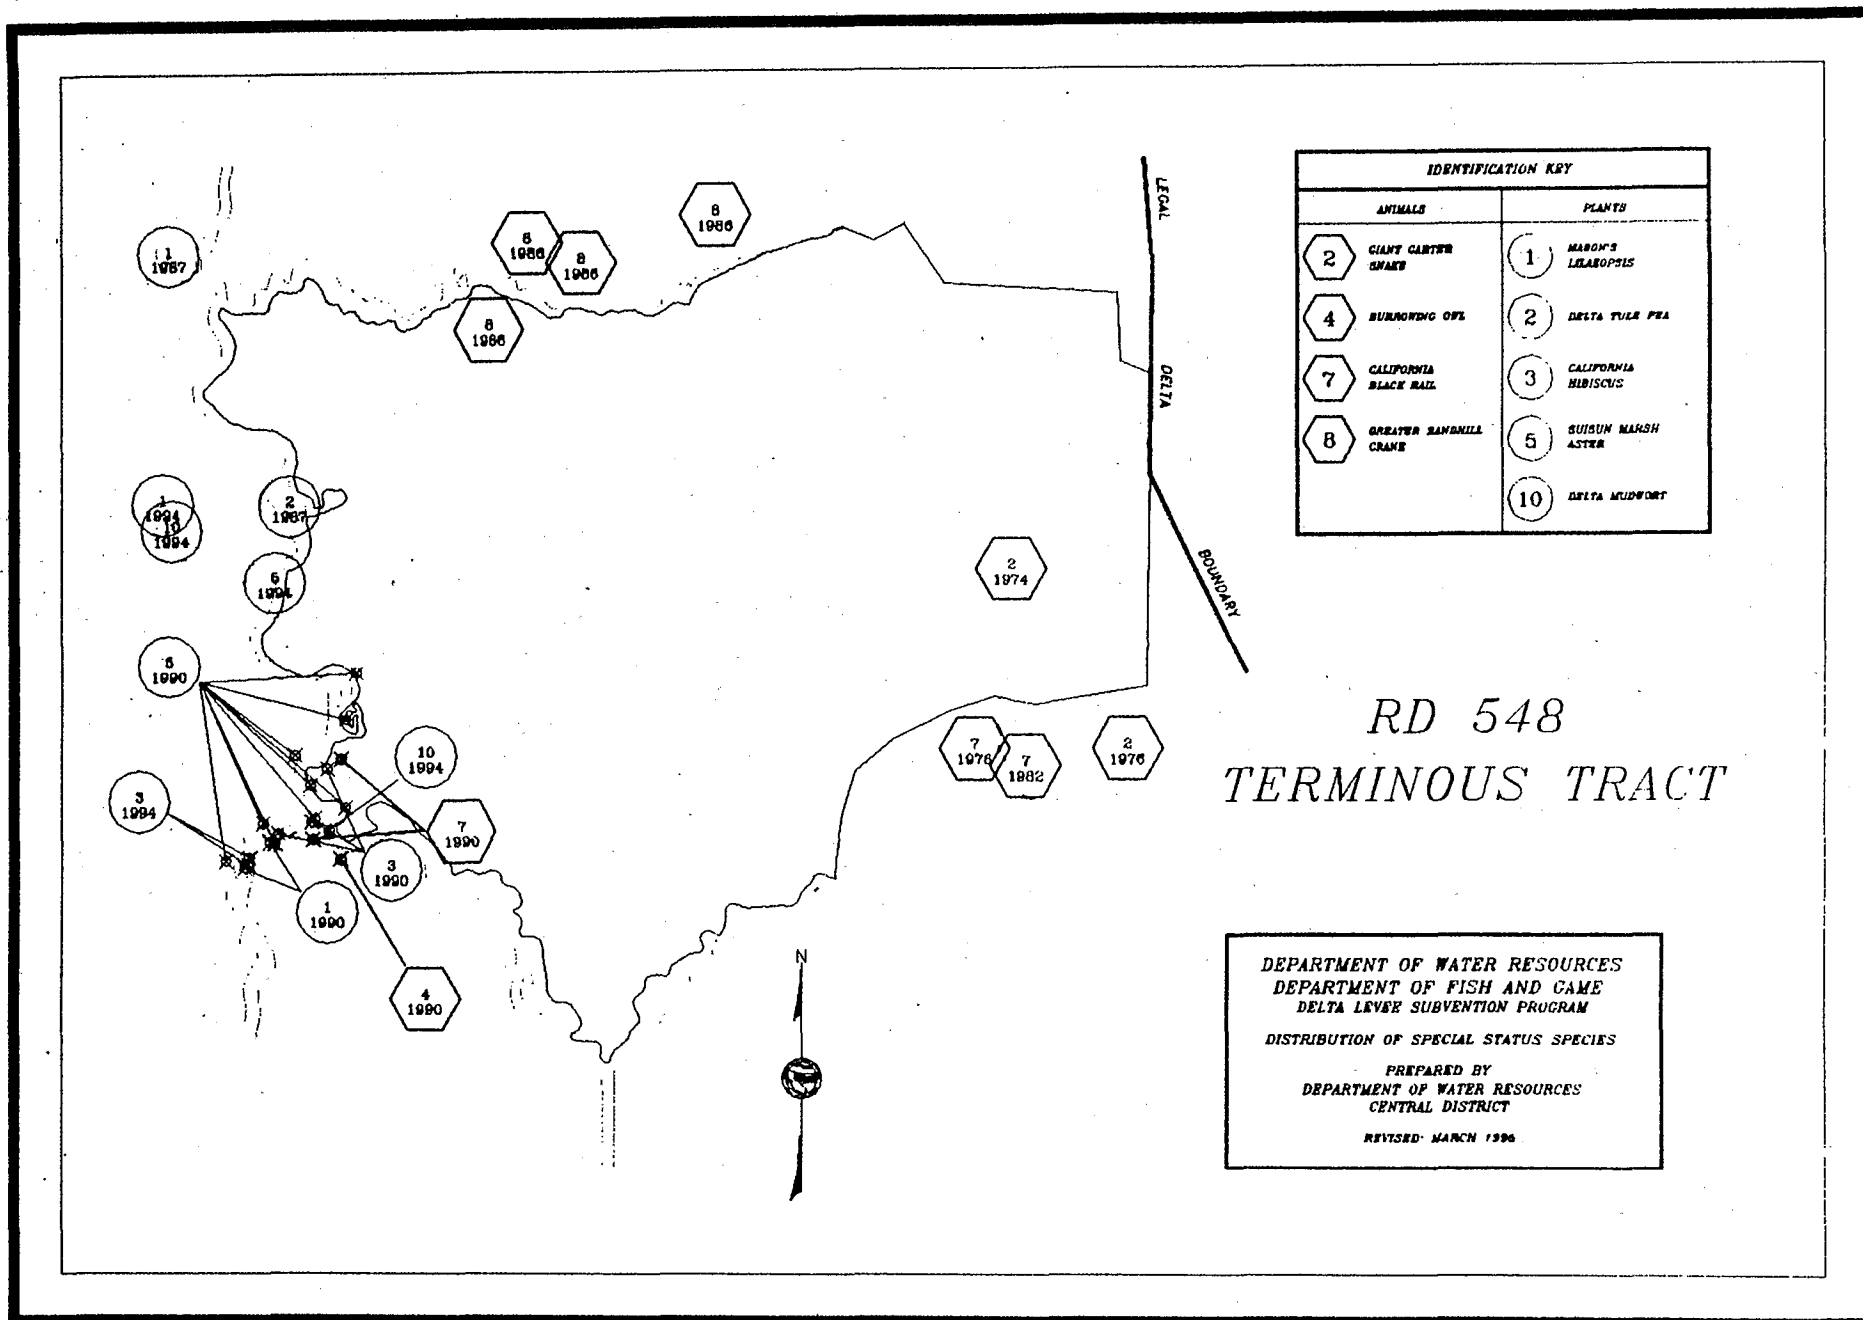 LEGAL
DELTA
BOUNDARY
1
1987
8
1986
8
1986
8
1986
8
1986
1
1994
10
1994
2
1987
5
1994
2
1974
5
1990
10
1994
3
1994
7
1990
3
1990
1
1990
4
1990
7
1978
7
1982
2
1976
N
IDENTIFICATION KEY
ANIMALS
PLANTS
2 GIANT GARTER
SNAKE
1 MASON'S
LILAEOPSIS
4 BURROWING OWL
2 DELTA TULE PEA
7 CALIFORNIA
BLACK RAIL
3 CALIFORNIA
HIBISCUS
8 GREATER SANDHILL
CRANE
5 SUISUN MARSH
ASTER
10 DELTA MUDWORT
RD 548
TERMINOUS TRACT
DEPARTMENT OF WATER RESOURCES
DEPARTMENT OF FISH AND GAME
DELTA LEVEE SUBVENTION PROGRAM
DISTRIBUTION OF SPECIAL STATUS SPECIES
PREPARED BY
DEPARTMENT OF WATER RESOURCES
CENTRAL DISTRICT
REVISED: MARCH 1996